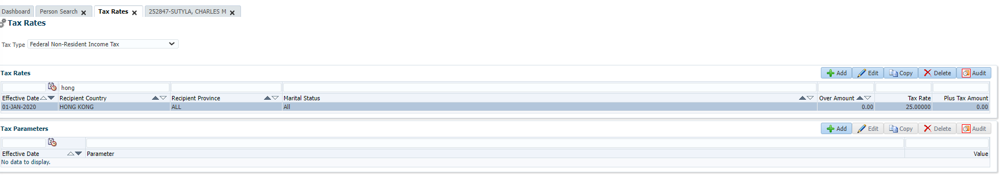 Dashboard Person Search Tax Rates 252847-SUTYLA, CHARLES M
Tax Rates
Tax Type Federal Non-Resident Income Tax
Tax Rates Add Edit Copy Delete Audit
hong
Effective Date Recipient Country Recipient Province Marital Status Over Amount Tax Rate Plus Tax Amount
01-JAN-2020 HONG KONG ALL All 0.00 25.00000 0.00
Tax Parameters Add Edit Copy Delete Audit
Effective Date Parameter Value
No data to display.